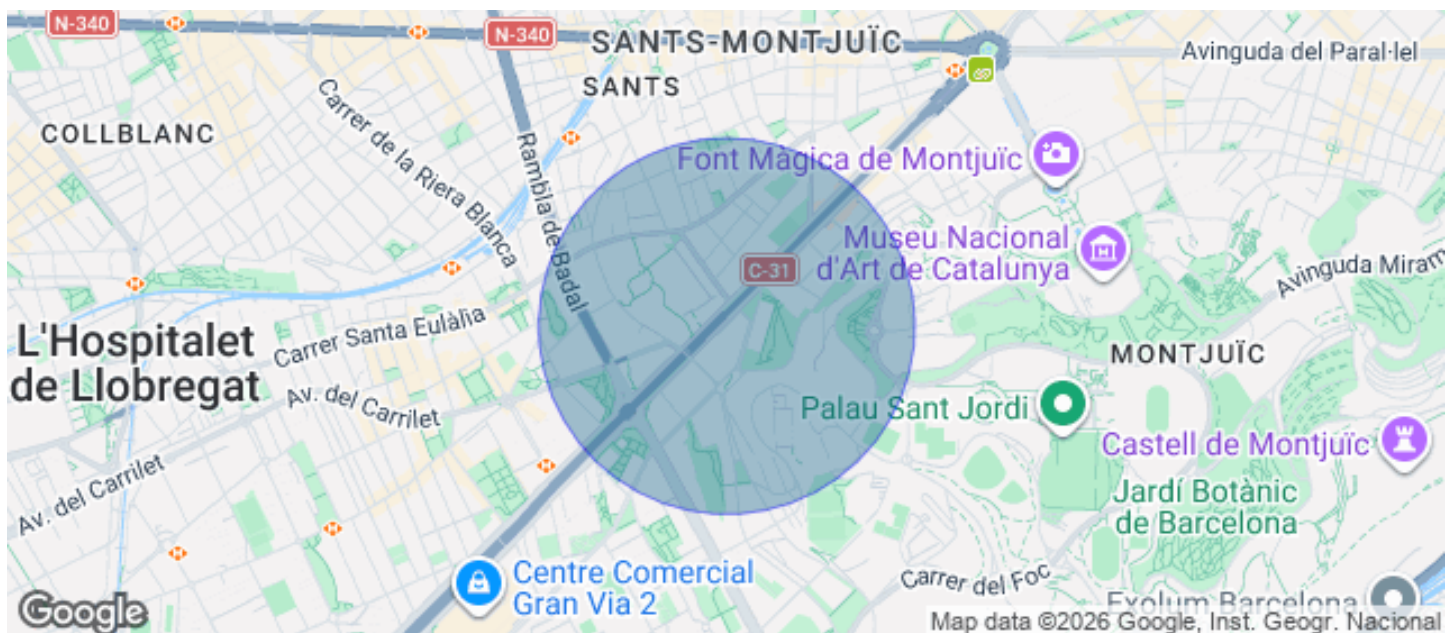 N-340
N-340
SANTS-MONTJUÏC
Avinguda del Paral·lel
SANTS
COLLBLANC
Carrer de la Riera Blanca
Rambla de Badal
Font Màgica de Montjuïc
Museu Nacional
d'Art de Catalunya
C-31
Avinguda Miram
L'Hospitalet
de Llobregat
Carrer Santa Eulàlia
MONTJUÏC
Av. del Carrilet
Palau Sant Jordi
Castell de Montjuïc
Av. del Carrilet
Jardí Botànic
de Barcelona
Centre Comercial
Gran Via 2
Carrer del Foc
Exolum Barcelona
Google
Map data ©2026 Google, Inst. Geogr. Nacional